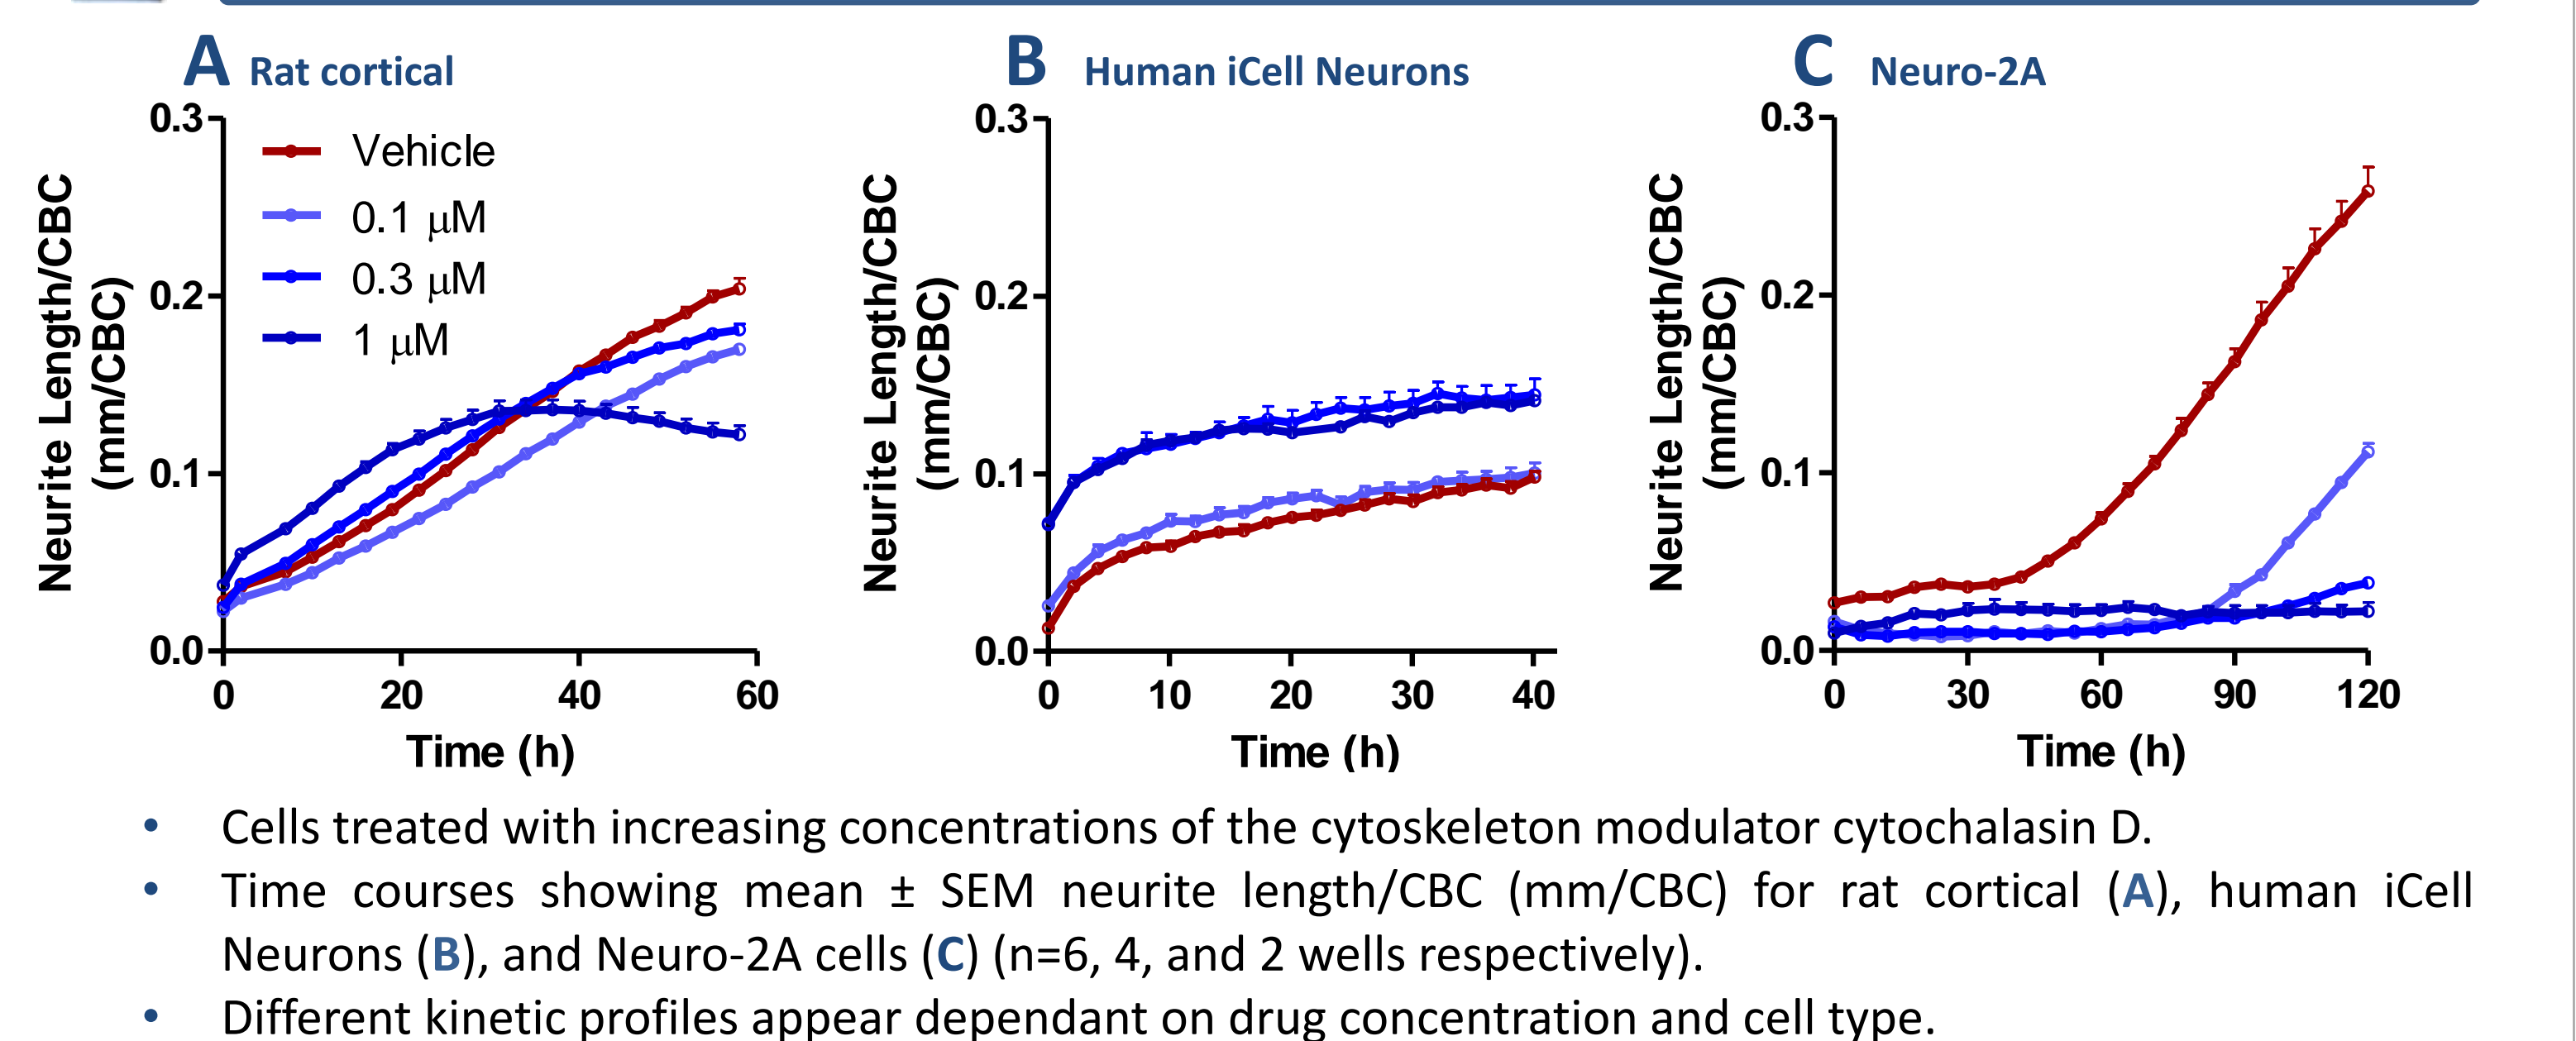 A Rat cortical
0.3
0.2
0.1
0.0
0 20 40 60
Neurite Length/CBC
(mm/CBC)
Time (h)
Vehicle
0.1 μM
0.3 μM
1 μM
B Human iCell Neurons
0.3
0.2
0.1
0.0
0 10 20 30 40
Neurite Length/CBC
(mm/CBC)
Time (h)
C Neuro-2A
0.3
0.2
0.1
0.0
0 30 60 90 120
Neurite Length/CBC
(mm/CBC)
Time (h)
• Cells treated with increasing concentrations of the cytoskeleton modulator cytochalasin D.
• Time courses showing mean ± SEM neurite length/CBC (mm/CBC) for rat cortical (A), human iCell
Neurons (B), and Neuro-2A cells (C) (n=6, 4, and 2 wells respectively).
• Different kinetic profiles appear dependant on drug concentration and cell type.